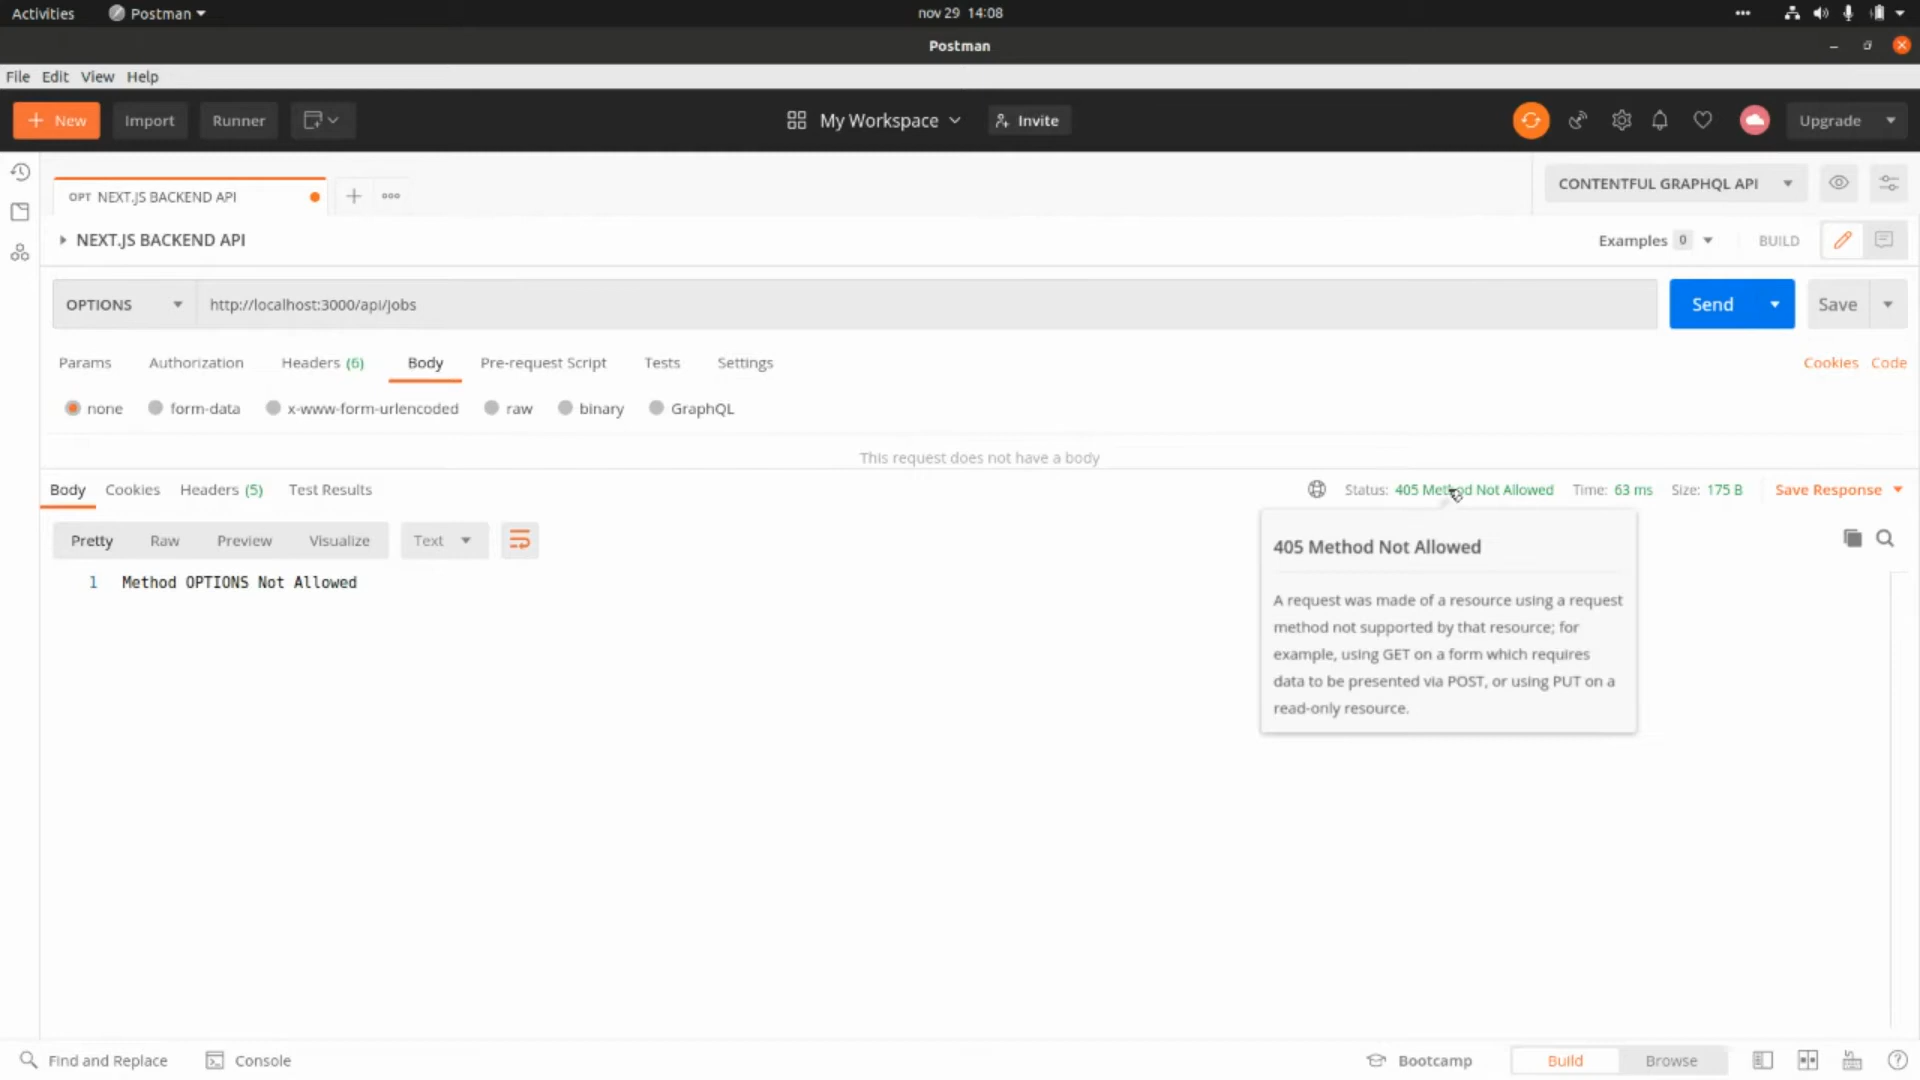 Activities Postman nov 29 14:08
Postman
File Edit View Help
+ New Import Runner My Workspace Invite Upgrade
OPT NEXT.JS BACKEND API CONTENTFUL GRAPHQL API
NEXT.JS BACKEND API Examples 0 BUILD
OPTIONS http://localhost:3000/api/jobs Send Save
Params Authorization Headers (6) Body Pre-request Script Tests Settings Cookies Code
none form-data x-www-form-urlencoded raw binary GraphQL
This request does not have a body
Body Cookies Headers (5) Test Results Status: 405 Method Not Allowed Time: 63 ms Size: 175 B Save Response
Pretty Raw Preview Visualize Text
1 Method OPTIONS Not Allowed
405 Method Not Allowed
A request was made of a resource using a request
method not supported by that resource; for
example, using GET on a form which requires
data to be presented via POST, or using PUT on a
read-only resource.
Find and Replace Console Bootcamp Build Browse